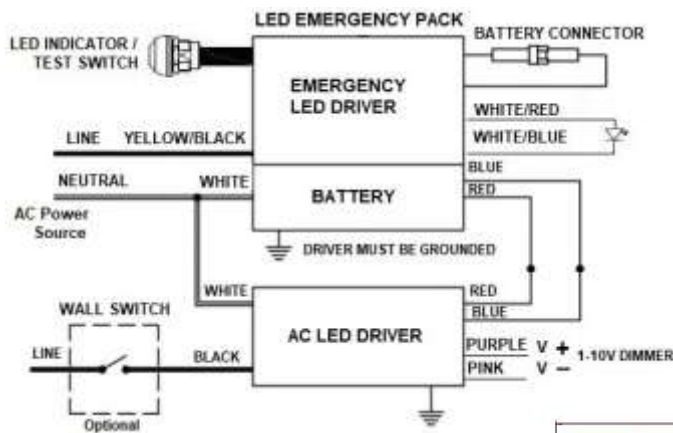 LED EMERGENCY PACK
LED INDICATOR /
TEST SWITCH
BATTERY CONNECTOR
EMERGENCY
LED DRIVER
WHITE/RED
WHITE/BLUE
LINE YELLOW/BLACK
BLUE
NEUTRAL WHITE
RED
BATTERY
AC Power
Source
DRIVER MUST BE GROUNDED
WHITE
RED
BLUE
WALL SWITCH
AC LED DRIVER
LINE
BLACK
PURPLE V +
1-10V DIMMER
PINK V −
Optional